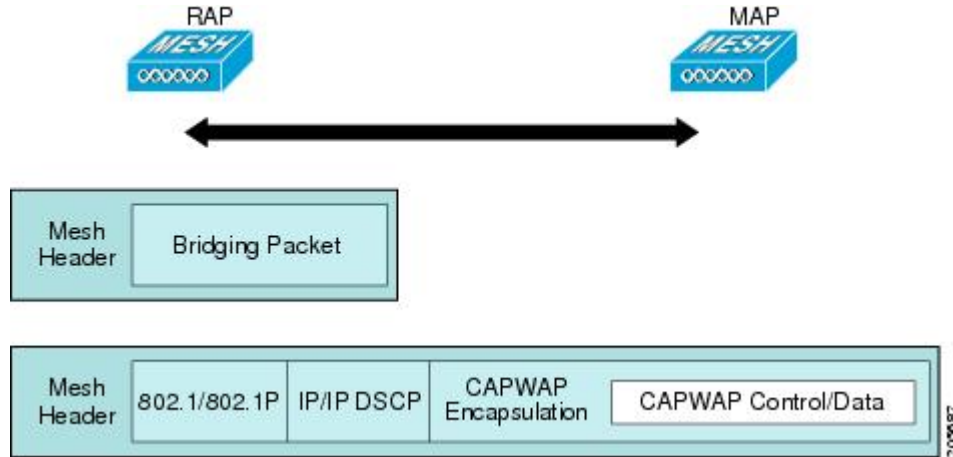 RAP
MAP
MESH
MESH
Mesh
Header
Bridging Packet
Mesh
Header
802.1/802.1P
IP/IP DSCP
CAPWAP
Encapsulation
CAPWAP Control/Data